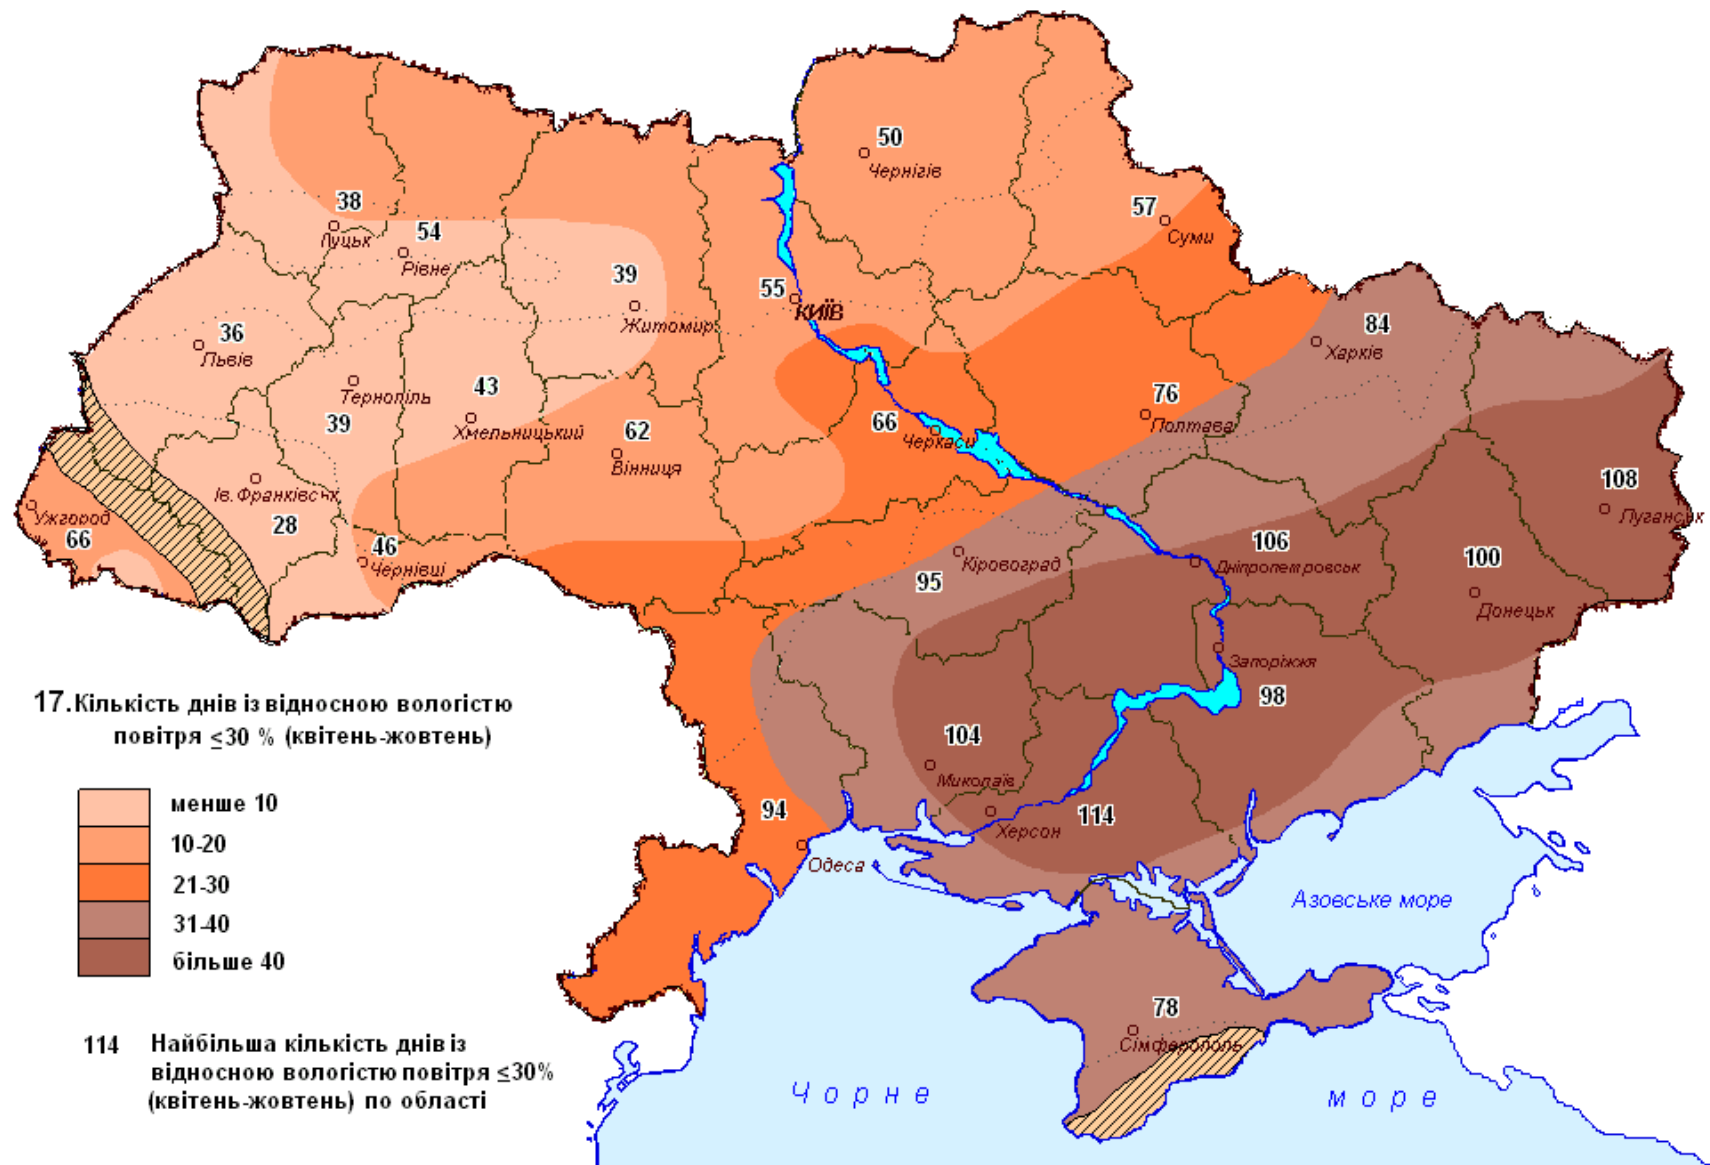 50
Чернігів
57
Суми
38
Луцьк
54
Рівне
39
Житомир
55
КИЇВ
36
Львів
84
Харків
Тернопіль
39
43
Хмельницький
62
Вінниця
66
Черкаси
76
Полтава
108
Луганськ
Ів. Франківськ
28
Ужгород
66
46
Чернівці
Кіровоград
95
106
Дніпропетровськ
100
Донецьк
Запоріжжя
98
104
Миколаїв
94
Одеса
114
Херсон
Азовське море
78
Сімферополь
Чорне море
17.Кількість днів із відносною вологістю
повітря ≤30 % (квітень-жовтень)
менше 10
10-20
21-30
31-40
більше 40
114 Найбільша кількість днів із
відносною вологістю повітря ≤30%
(квітень-жовтень) по області